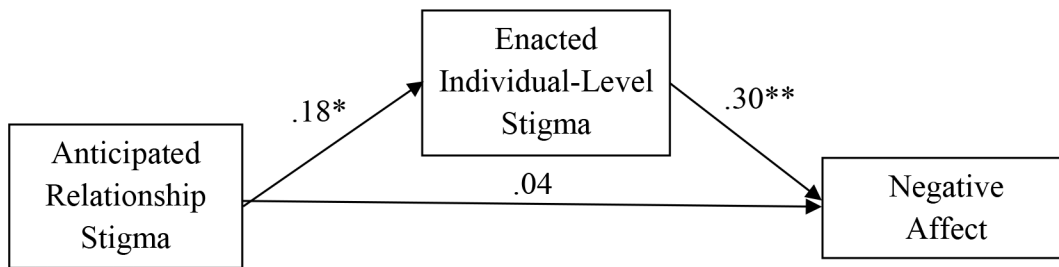 Enacted
Individual-Level
Stigma
.18*
.30**
Anticipated
Relationship
Stigma
.04
Negative
Affect